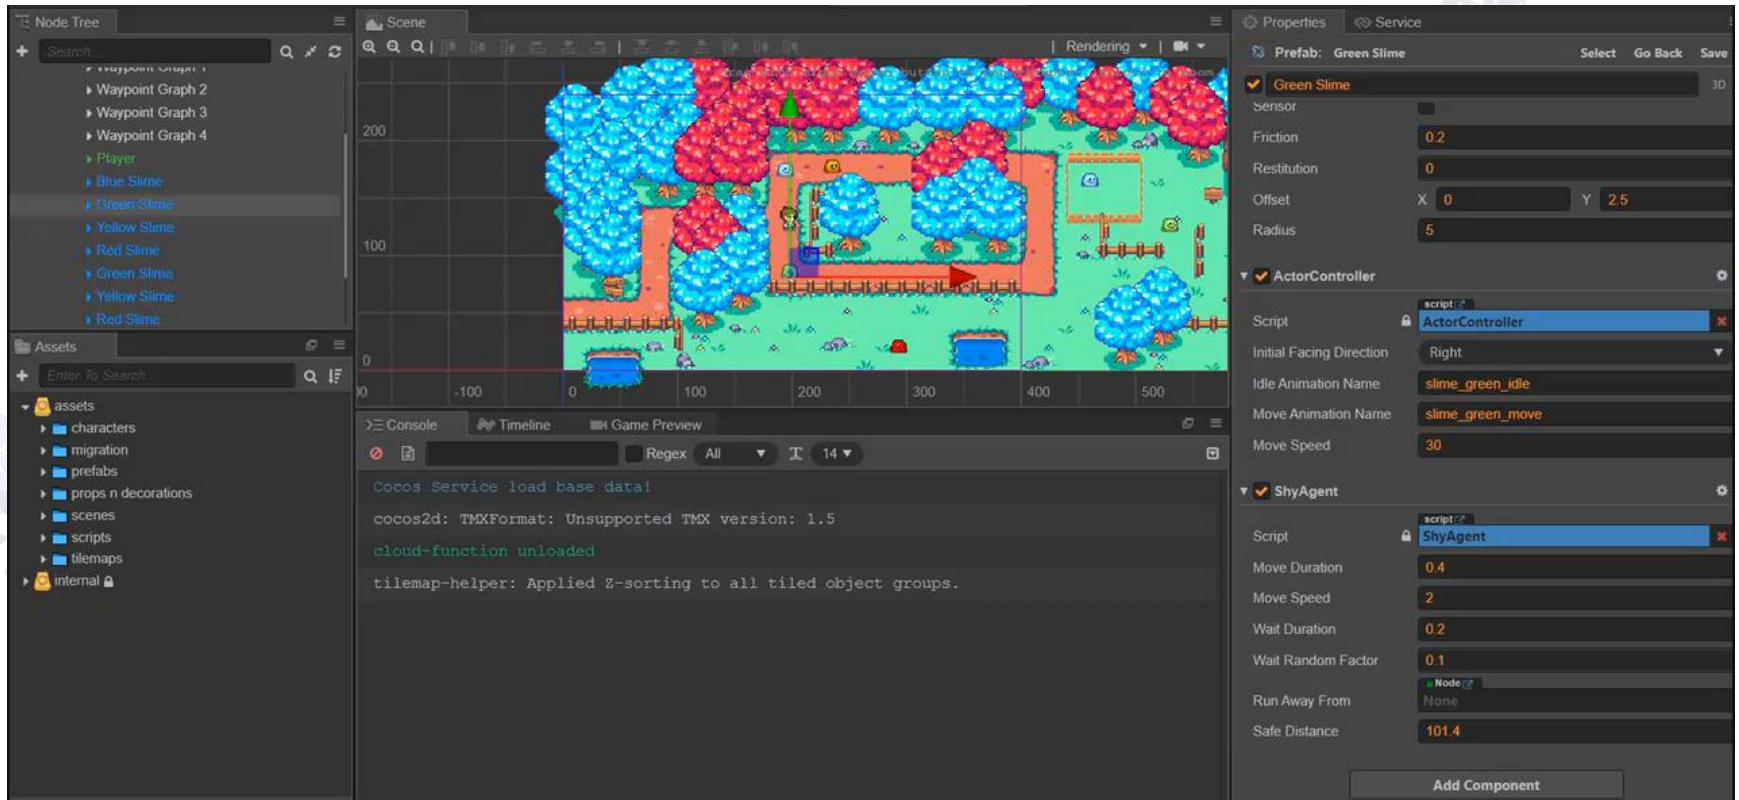 Node Tree
Search...
Waypoint Graph 1
Waypoint Graph 2
Waypoint Graph 3
Waypoint Graph 4
Player
Blue Slime
Green Slime
Yellow Slime
Red Slime
Green Slime
Yellow Slime
Red Slime
Assets
Enter To Search...
assets
characters
migration
prefabs
props n decorations
scenes
scripts
tilemaps
internal
Scene
Rendering
200
100
0
-100
0
100
200
300
400
500
Console
Timeline
Game Preview
Regex
All
14
Cocos Service load base data!
cocos2d: TMXFormat: Unsupported TMX version: 1.5
cloud-function unloaded
tilemap-helper: Applied Z-sorting to all tiled object groups.
Properties
Service
Prefab: Green Slime Select Go Back Save
Green Slime 3D
Sensor
Friction 0.2
Restitution 0
Offset X 0 Y 2.5
Radius 5
ActorController
script
Script ActorController
Initial Facing Direction Right
Idle Animation Name slime_green_idle
Move Animation Name slime_green_move
Move Speed 30
ShyAgent
script
Script ShyAgent
Move Duration 0.4
Move Speed 2
Wait Duration 0.2
Wait Random Factor 0.1
Node
Run Away From None
Safe Distance 101.4
Add Component